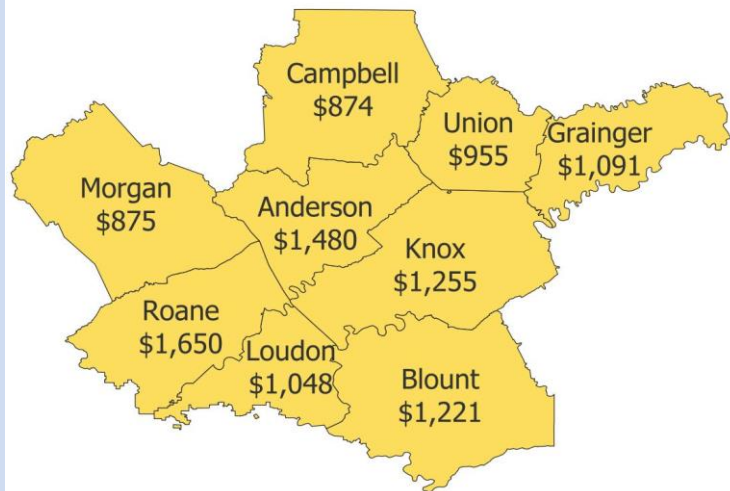 Campbell
$874
Union
$955
Grainger
$1,091
Morgan
$875
Anderson
$1,480
Knox
$1,255
Roane
$1,650
Loudon
$1,048
Blount
$1,221